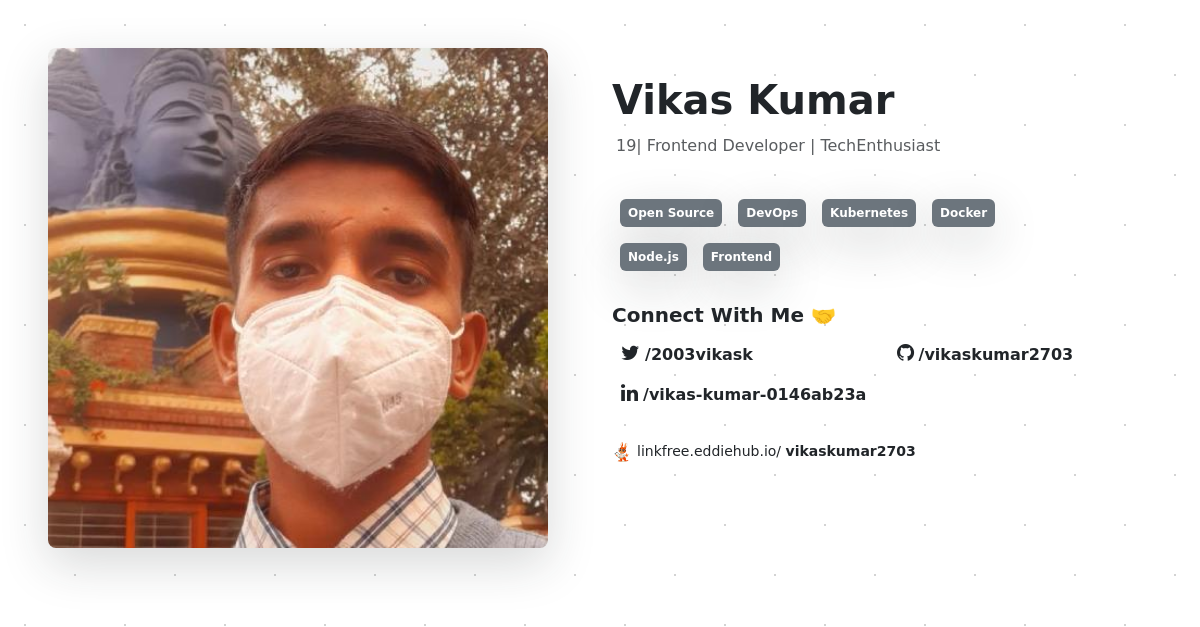 Vikas Kumar
19| Frontend Developer | TechEnthusiast
Open Source DevOps Kubernetes Docker
Node.js Frontend
Connect With Me 🤝
/2003vikask /vikaskumar2703
/vikas-kumar-0146ab23a
linkfree.eddiehub.io/ vikaskumar2703